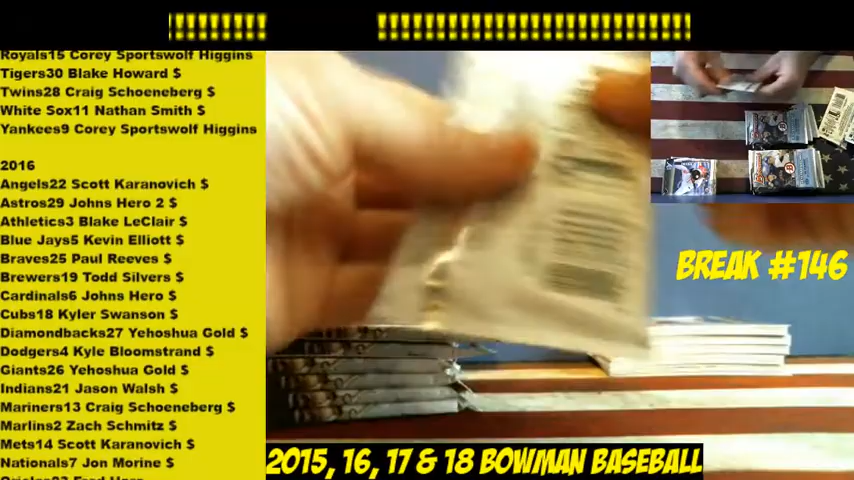 !!!!!!!!!!!!! !!!!!!!!!!!!!!!!!!!!!!!!!!!!!!!!!!!!!!
Royals15 Corey Sportswolf Higgins
Tigers30 Blake Howard $
Twins28 Craig Schoeneberg $
White Sox11 Nathan Smith $
Yankees9 Corey Sportswolf Higgins
2016
Angels22 Scott Karanovich $
Astros29 Johns Hero 2 $
Athletics3 Blake LeClair $
Blue Jays5 Kevin Elliott $
Braves25 Paul Reeves $
Brewers19 Todd Silvers $
Cardinals6 Johns Hero $
Cubs18 Kyler Swanson $
Diamondbacks27 Yehoshua Gold $
Dodgers4 Kyle Bloomstrand $
Giants26 Yehoshua Gold $
Indians21 Jason Walsh $
Mariners13 Craig Schoeneberg $
Marlins2 Zach Schmitz $
Mets14 Scott Karanovich $
Nationals7 Jon Morine $
BREAK #146
2015, 16, 17 & 18 BOWMAN BASEBALL